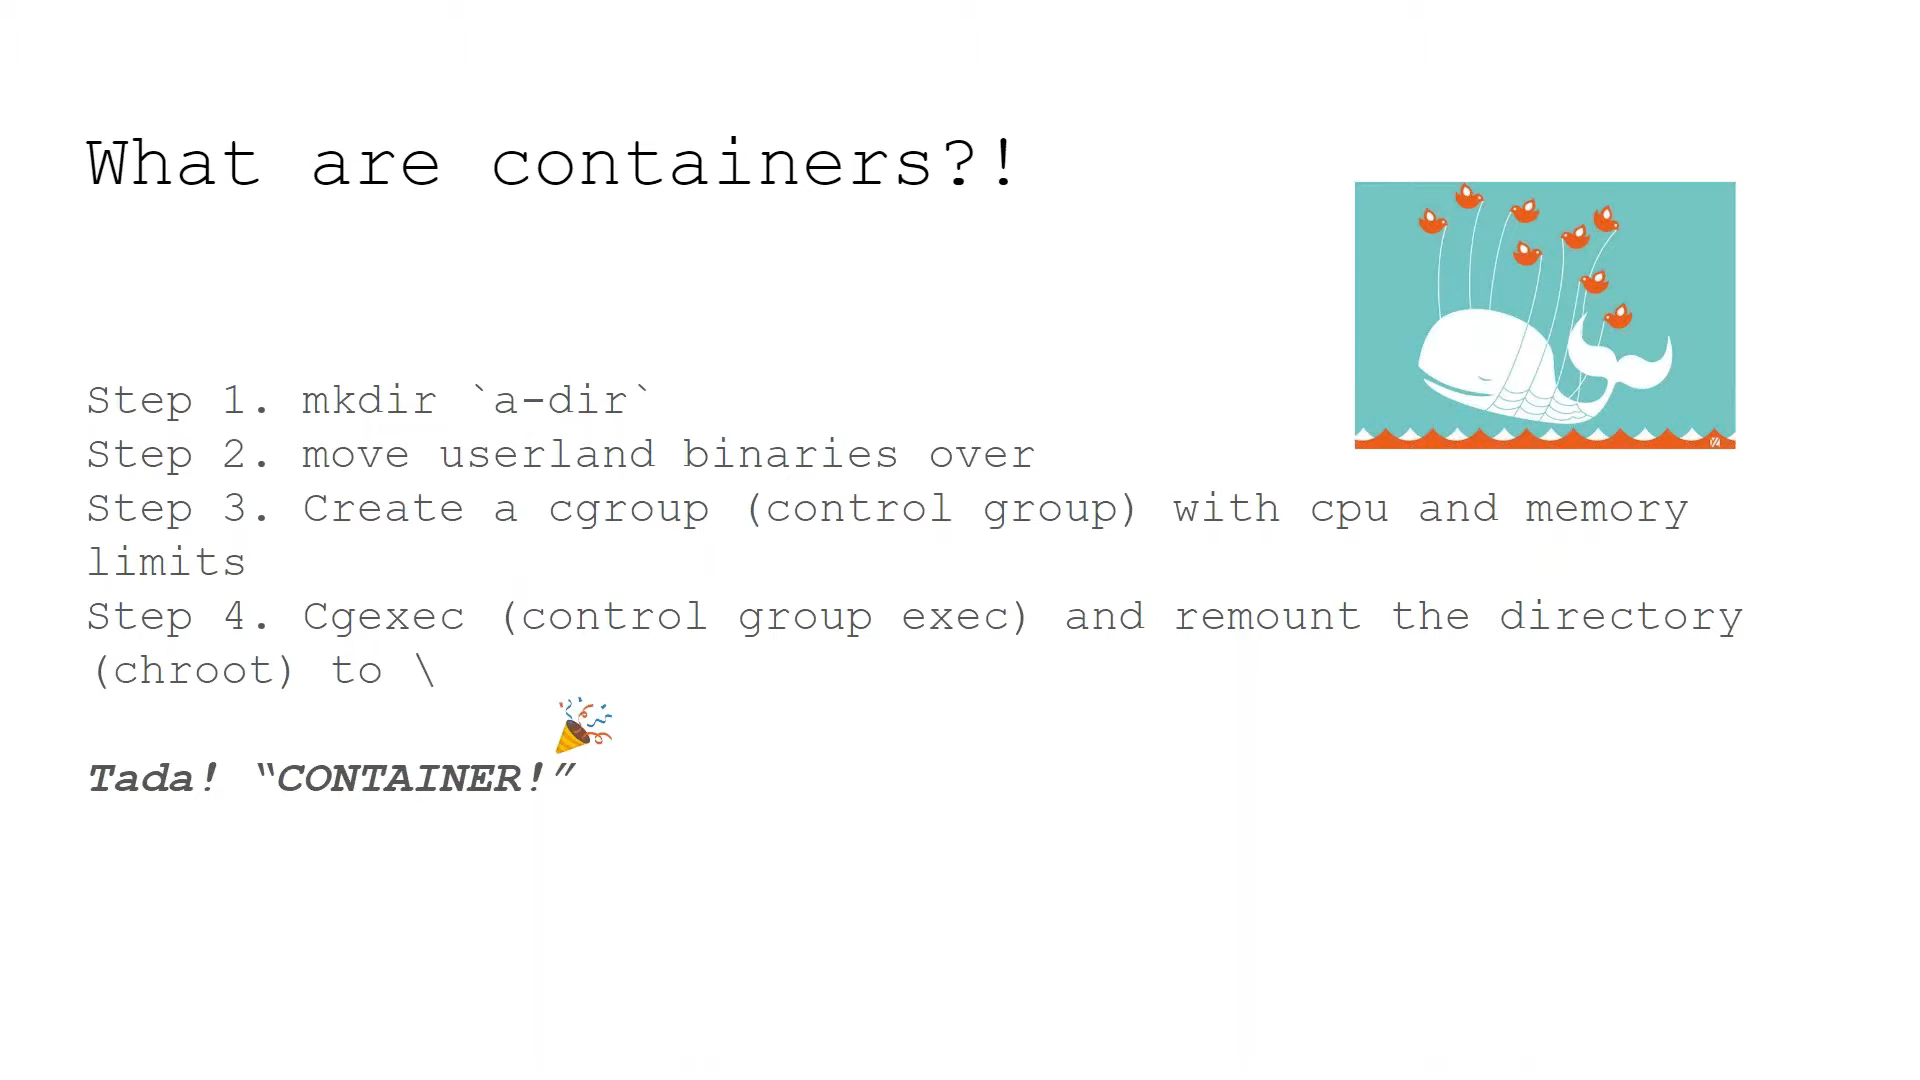 What are containers?!
Step 1. mkdir `a-dir`
Step 2. move userland binaries over
Step 3. Create a cgroup (control group) with cpu and memory
limits
Step 4. Cgexec (control group exec) and remount the directory
(chroot) to \
Tada! “CONTAINER!”